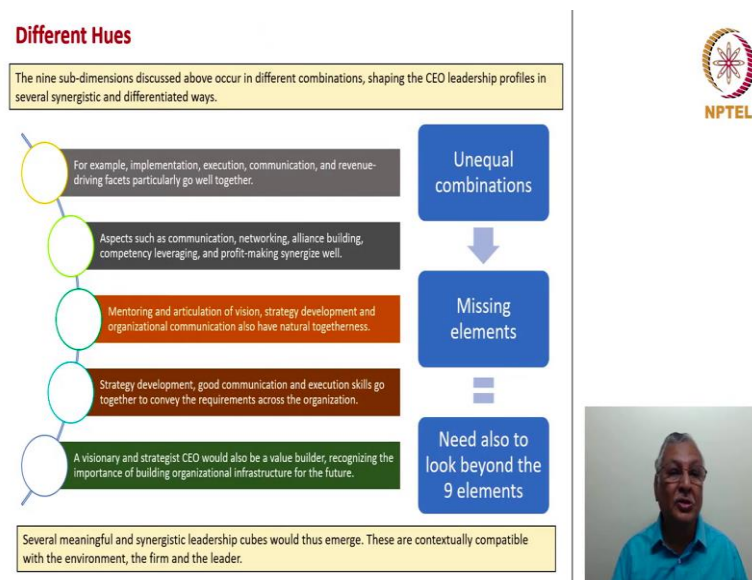 Different Hues
The nine sub-dimensions discussed above occur in different combinations, shaping the CEO leadership profiles in
several synergistic and differentiated ways.
For example, implementation, execution, communication, and revenue-
driving facets particularly go well together.
Aspects such as communication, networking, alliance building,
competency leveraging, and profit-making synergize well.
Mentoring and articulation of vision, strategy development and
organizational communication also have natural togetherness.
Strategy development, good communication and execution skills go
together to convey the requirements across the organization.
A visionary and strategist CEO would also be a value builder, recognizing the
importance of building organizational infrastructure for the future.
Unequal
combinations
Missing
elements
Need also to
look beyond the
9 elements
Several meaningful and synergistic leadership cubes would thus emerge. These are contextually compatible
with the environment, the firm and the leader.
NPTEL